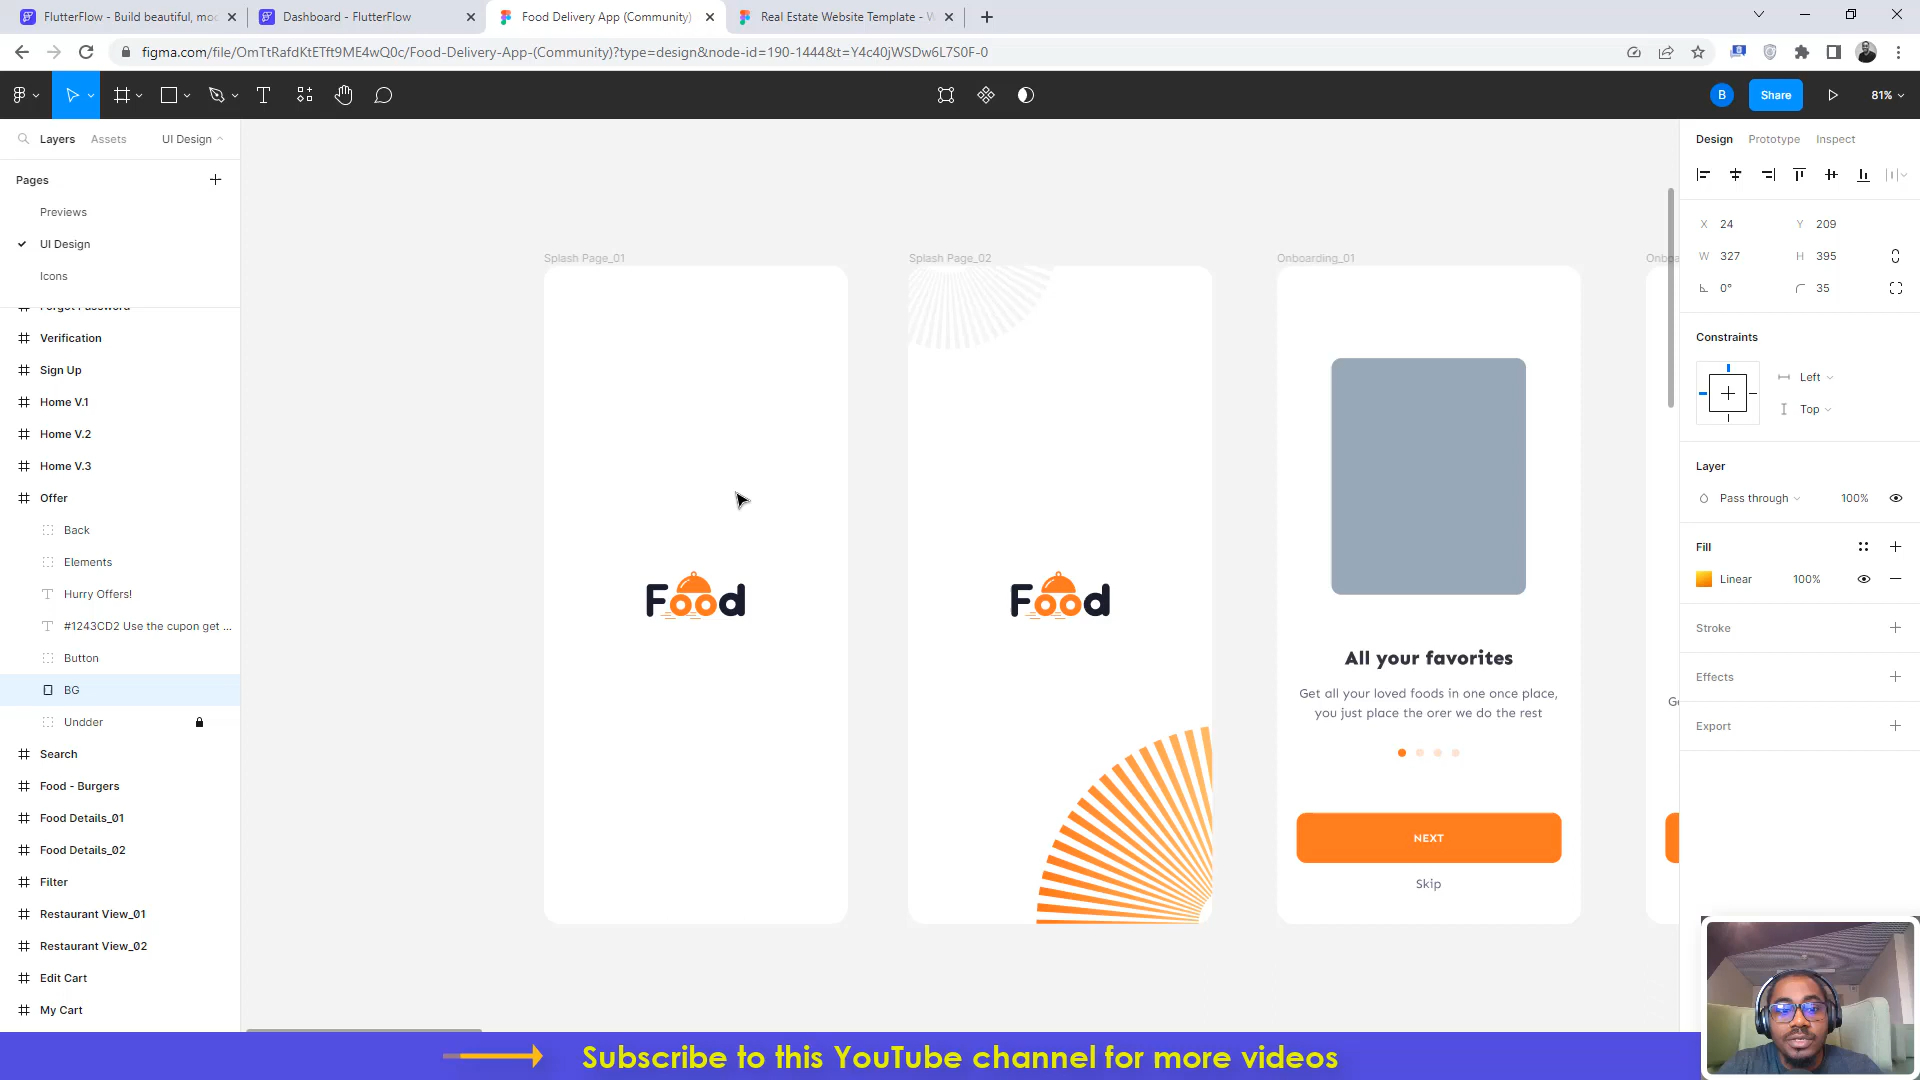 FlutterFlow - Build beautiful, mo
Dashboard - FlutterFlow
Food Delivery App (Community)
Real Estate Website Template - W
figma.com/file/OmTtRafdKtETft9ME4wQ0c/Food-Delivery-App-(Community)?type=design&node-id=190-1444&t=Y4c40jWSDw6L7S0F-0
B
Share
81%
Layers
Assets
UI Design
Pages
Previews
UI Design
Icons
Forgot Password
Verification
Sign Up
Home V.1
Home V.2
Home V.3
Offer
Back
Elements
Hurry Offers!
#1243CD2 Use the cupon get ...
Button
BG
Undder
Search
Food - Burgers
Food Details_01
Food Details_02
Filter
Restaurant View_01
Restaurant View_02
Edit Cart
My Cart
Splash Page_01
Food
Splash Page_02
Food
Onboarding_01
All your favorites
Get all your loved foods in one once place,
you just place the orer we do the rest
NEXT
Skip
Onboa
Ge
Design
Prototype
Inspect
X 24
Y 209
W 327
H 395
0°
35
Constraints
Left
Top
Layer
Pass through
100%
Fill
Linear
100%
Stroke
Effects
Export
Subscribe to this YouTube channel for more videos